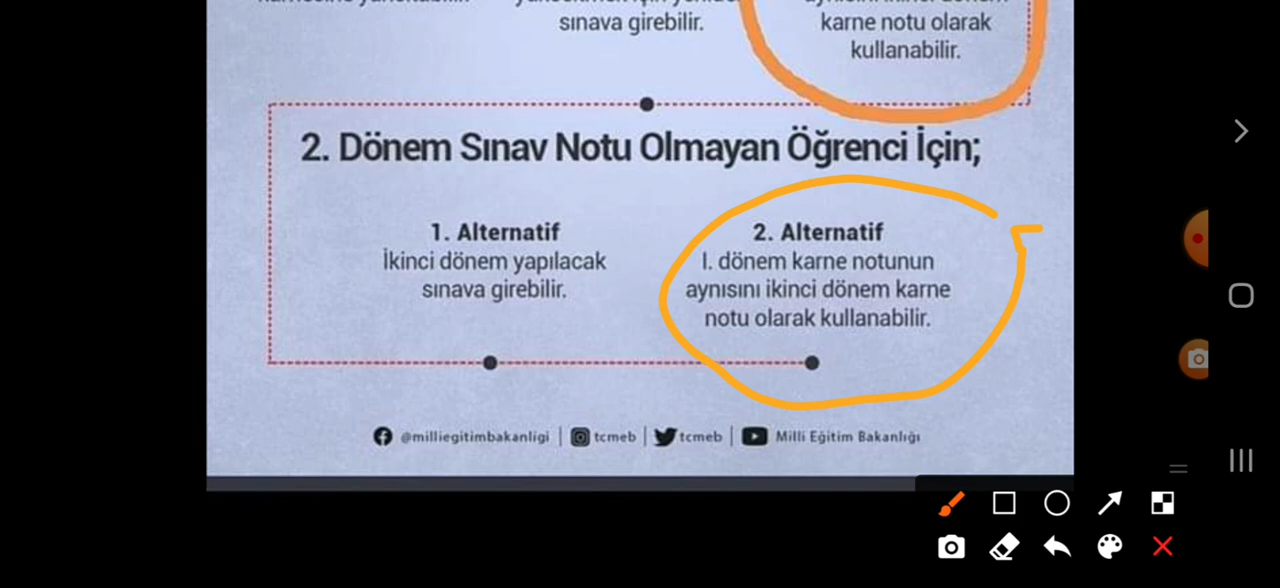 sınava girebilir.
karne notu olarak
kullanabilir.
2. Dönem Sınav Notu Olmayan Öğrenci İçin;
1. Alternatif
İkinci dönem yapılacak
sınava girebilir.
2. Alternatif
I. dönem karne notunun
aynısını ikinci dönem karne
notu olarak kullanabilir.
@milliegitimbakanligi | tcmeb | tcmeb | Milli Eğitim Bakanlığı